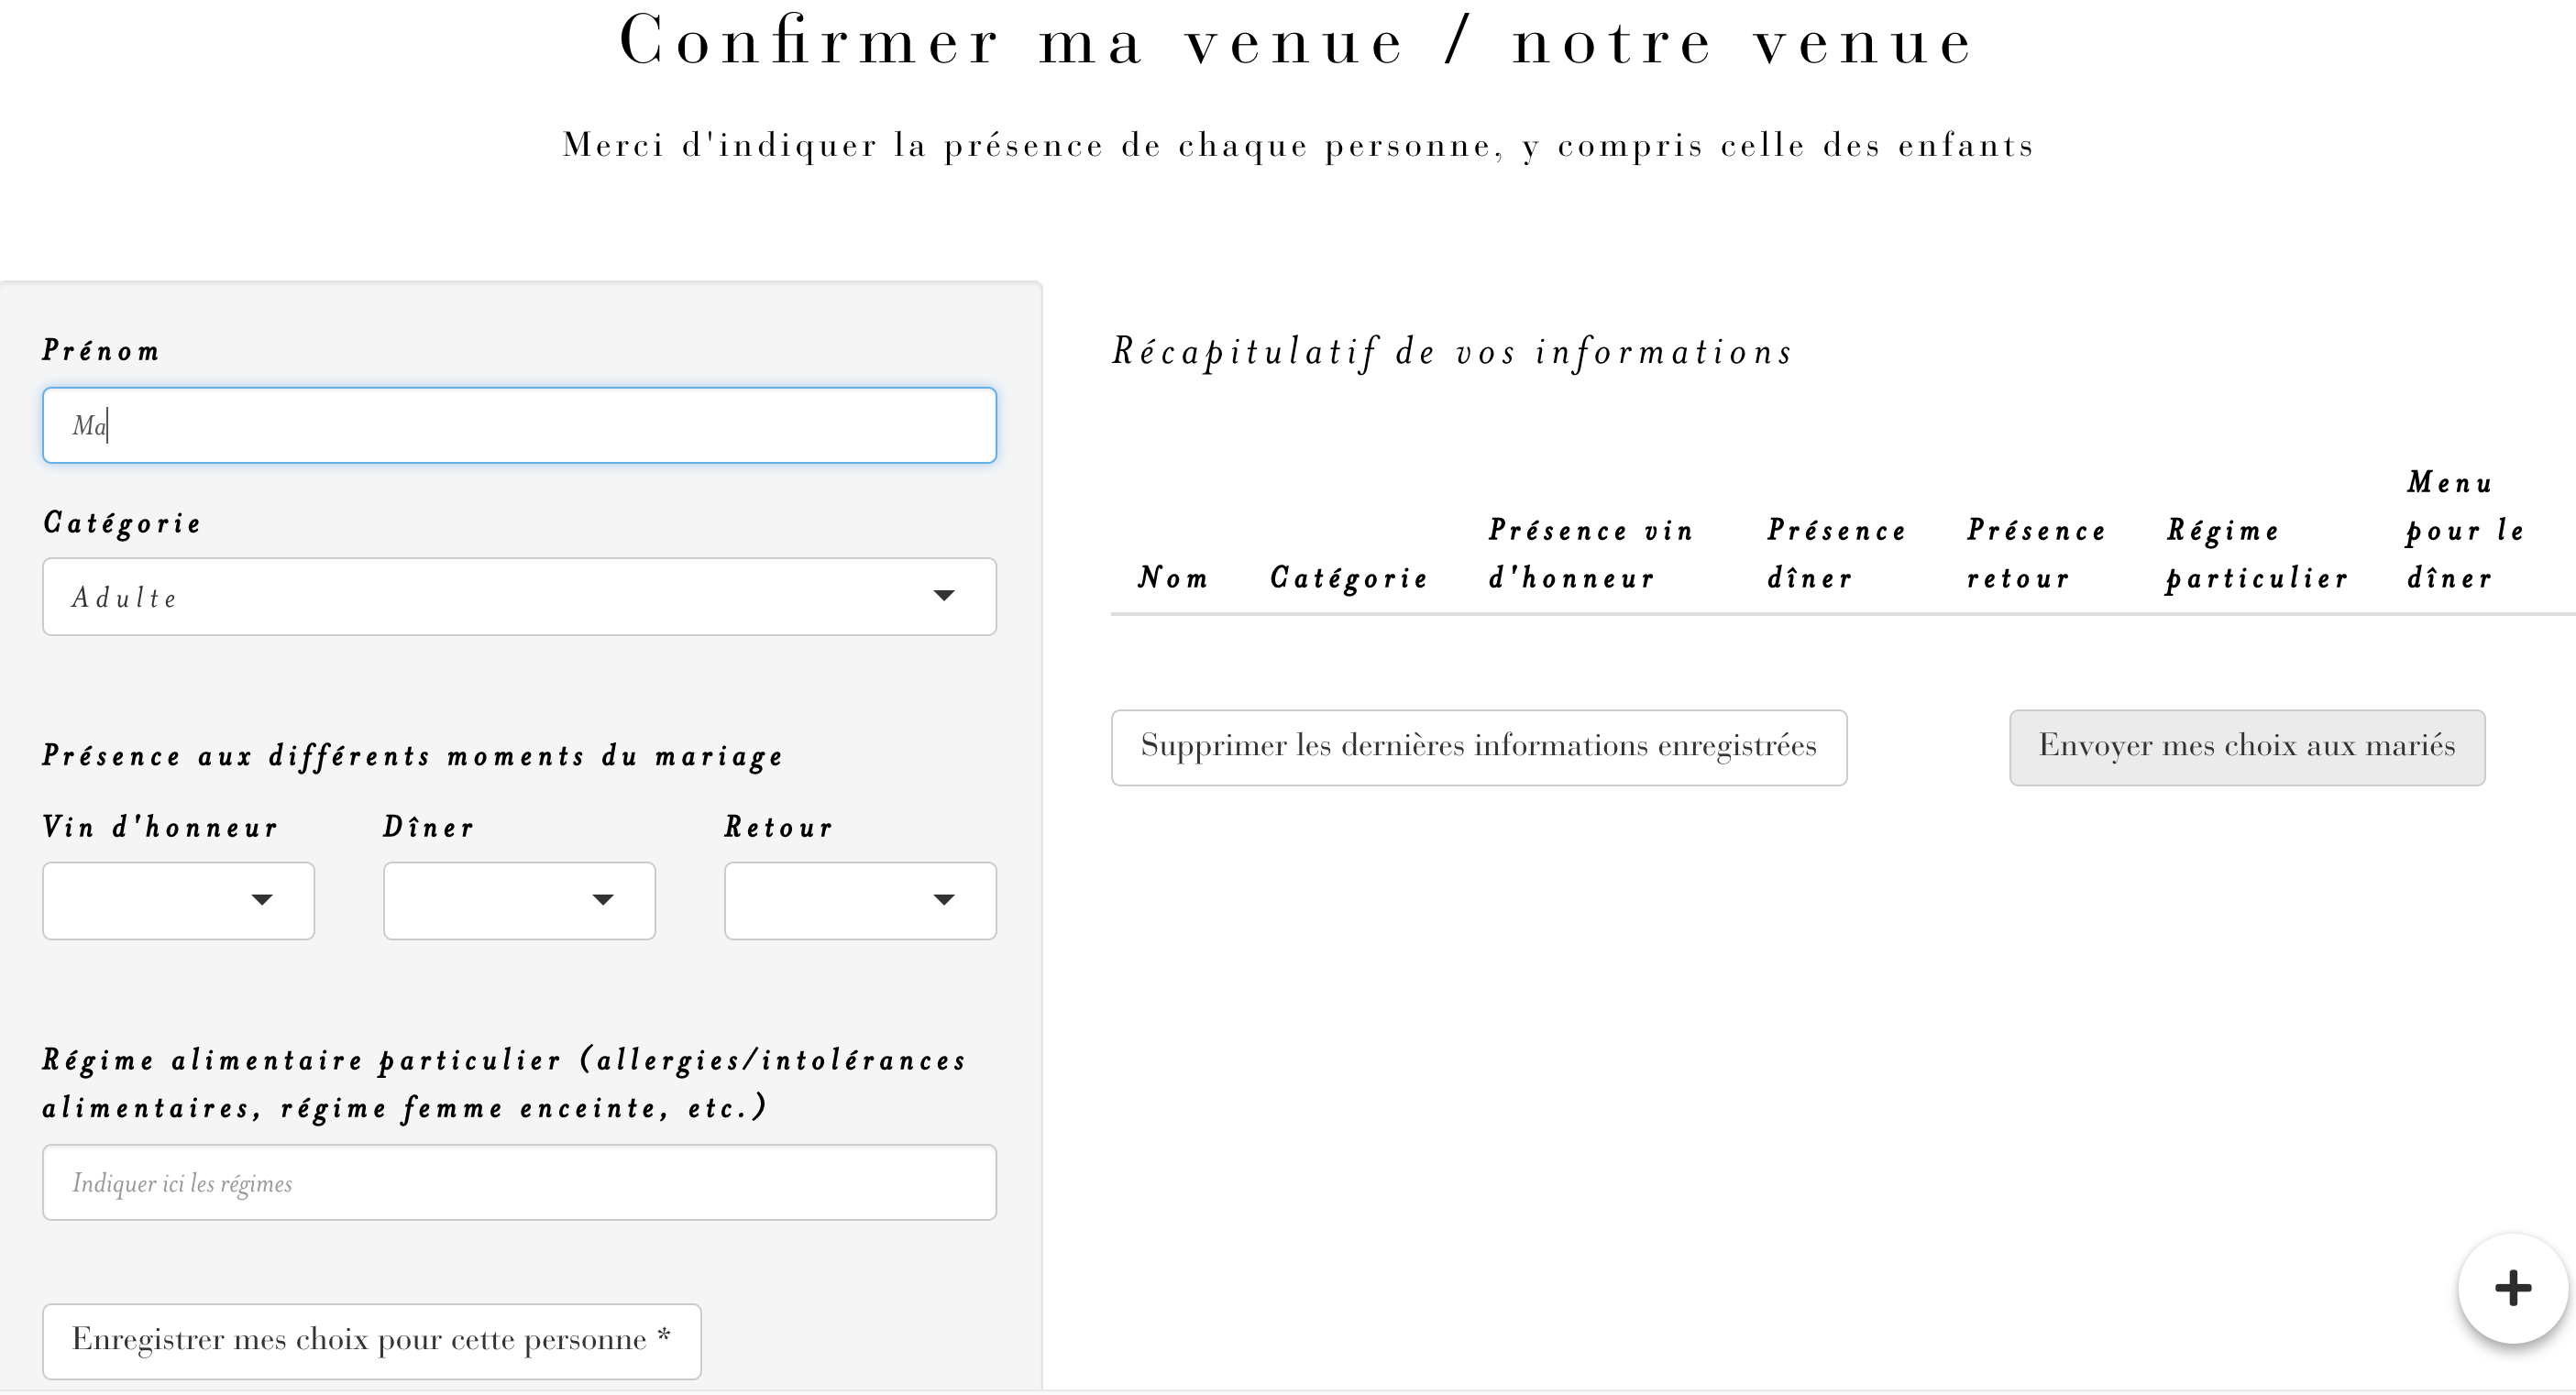 Confirmer ma venue / notre venue
Merci d'indiquer la présence de chaque personne, y compris celle des enfants
Prénom
Ma
Catégorie
Adulte
Présence aux différents moments du mariage
Vin d'honneur
Dîner
Retour
Régime alimentaire particulier (allergies/intolérances
alimentaires, régime femme enceinte, etc.)
Indiquer ici les régimes
Enregistrer mes choix pour cette personne *
Récapitulatif de vos informations
Nom
Catégorie
Présence vin
d'honneur
Présence
dîner
Présence
retour
Régime
particulier
Menu
pour le
dîner
Supprimer les dernières informations enregistrées
Envoyer mes choix aux mariés